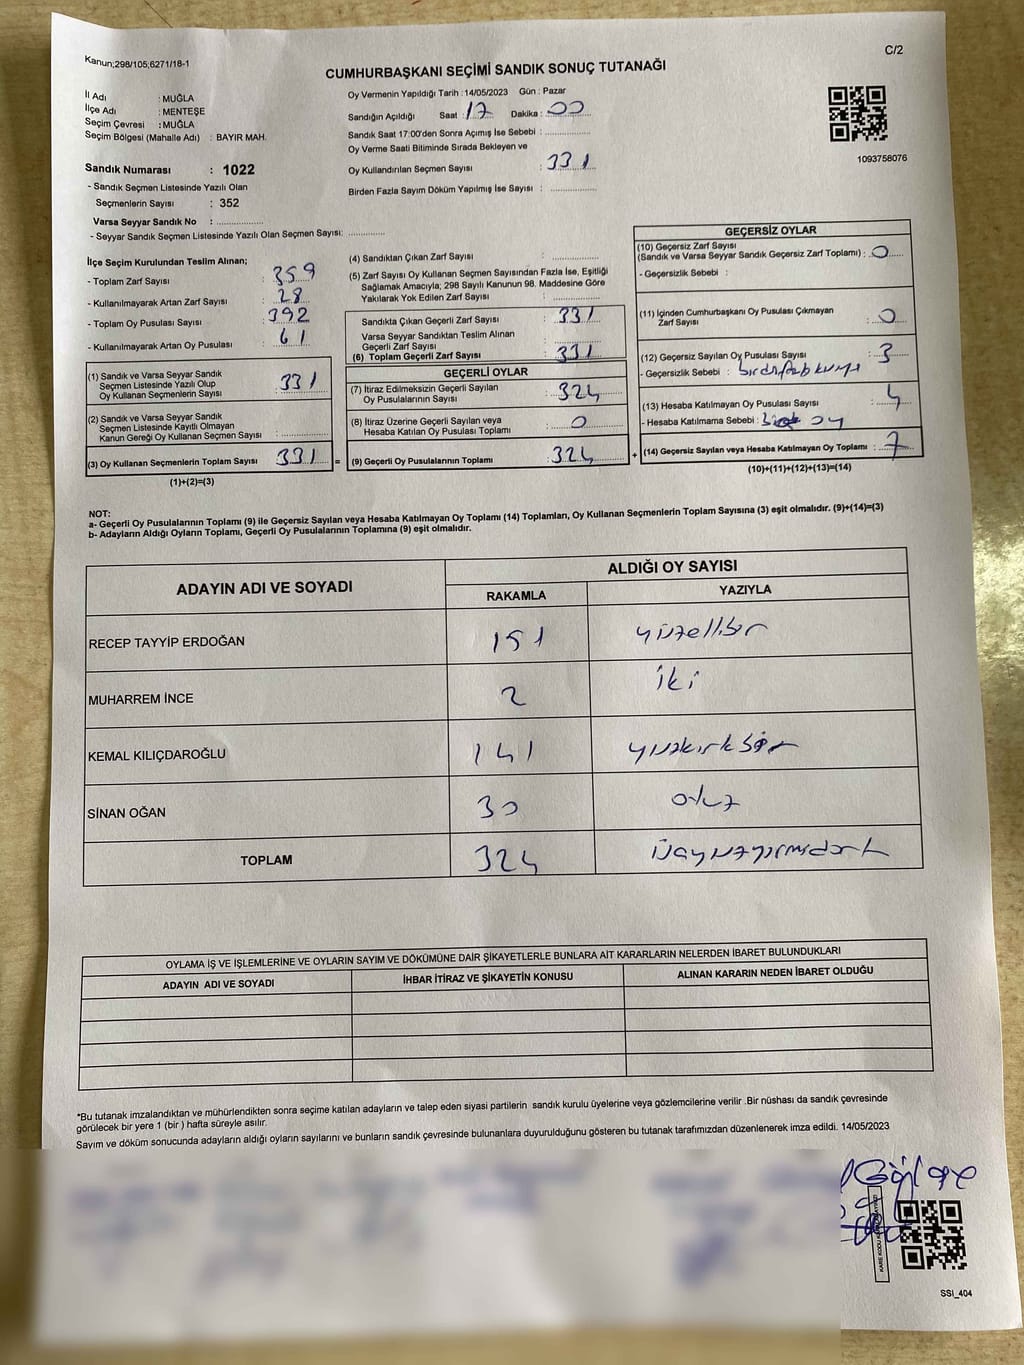 Kanun;298/105;6271/18-1
C/2
CUMHURBAŞKANI SEÇİMİ SANDIK SONUÇ TUTANAĞI
İl Adı : MUĞLA
İlçe Adı : MENTEŞE
Seçim Çevresi : MUĞLA
Seçim Bölgesi (Mahalle Adı) : BAYIR MAH.
Sandık Numarası : 1022
- Sandık Seçmen Listesinde Yazılı Olan
Seçmenlerin Sayısı : 352
Varsa Seyyar Sandık No : ................
- Seyyar Sandık Seçmen Listesinde Yazılı Olan Seçmen Sayısı: ............
Oy Vermenin Yapıldığı Tarih :14/05/2023 Gün : Pazar
Sandığın Açıldığı Saat : 17 Dakika : 00
Sandık Saat 17:00'den Sonra Açımış İse Sebebi : ...............
Oy Verme Saati Bitiminde Sırada Bekleyen ve
Oy Kullandırılan Seçmen Sayısı : 331
Birden Fazla Sayım Döküm Yapılmış İse Sayısı : ...............
1093758076
İlçe Seçim Kurulundan Teslim Alınan;
- Toplam Zarf Sayısı : 359
- Kullanılmayarak Artan Zarf Sayısı : 28
- Toplam Oy Pusulası Sayısı : 392
- Kullanılmayarak Artan Oy Pusulası : 61
(1) Sandık ve Varsa Seyyar Sandık
Seçmen Listesinde Yazılı Olup
Oy Kullanan Seçmenlerin Sayısı : 331
(2) Sandık ve Varsa Seyyar Sandık
Seçmen Listesinde Kayıtlı Olmayan
Kanun Gereği Oy Kullanan Seçmen Sayısı : ............
(3) Oy Kullanan Seçmenlerin Toplam Sayısı : 331 =
(1)+(2)=(3)
(4) Sandıktan Çıkan Zarf Sayısı : ............
(5) Zarf Sayısı Oy Kullanan Seçmen Sayısından Fazla İse, Eşitliği
Sağlamak Amacıyla; 298 Sayılı Kanunun 98. Maddesine Göre
Yakılarak Yok Edilen Zarf Sayısı : ............
Sandıkta Çıkan Geçerli Zarf Sayısı : 331
Varsa Seyyar Sandıktan Teslim Alınan
Geçerli Zarf Sayısı : ............
(6) Toplam Geçerli Zarf Sayısı : 331
GEÇERLİ OYLAR
(7) İtiraz Edilmeksizin Geçerli Sayılan
Oy Pusulalarının Sayısı : 324
(8) İtiraz Üzerine Geçerli Sayılan veya
Hesaba Katılan Oy Pusulası Toplamı : 0
(9) Geçerli Oy Pusulalarının Toplamı : 324 +
GEÇERSİZ OYLAR
(10) Geçersiz Zarf Sayısı
(Sandık ve Varsa Seyyar Sandık Geçersiz Zarf Toplamı) : 0
- Geçersizlik Sebebi :
(11) İçinden Cumhurbaşkanı Oy Pusulası Çıkmayan
Zarf Sayısı : 0
(12) Geçersiz Sayılan Oy Pusulası Sayısı : 3
- Geçersizlik Sebebi :
(13) Hesaba Katılmayan Oy Pusulası Sayısı : 4
- Hesaba Katılmama Sebebi : oy
(14) Geçersiz Sayılan veya Hesaba Katılmayan Oy Toplamı : 7
(10)+(11)+(12)+(13)=(14)
NOT:
a- Geçerli Oy Pusulalarının Toplamı (9) ile Geçersiz Sayılan veya Hesaba Katılmayan Oy Toplamı (14) Toplamları, Oy Kullanan Seçmenlerin Toplam Sayısına (3) eşit olmalıdır. (9)+(14)=(3)
b- Adayların Aldığı Oyların Toplamı, Geçerli Oy Pusulalarının Toplamına (9) eşit olmalıdır.
ADAYIN ADI VE SOYADI ALDIĞI OY SAYISI
RAKAMLA YAZIYLA
RECEP TAYYİP ERDOĞAN 151 yüzellibir
MUHARREM İNCE 2 iki
KEMAL KILIÇDAROĞLU 141 yüzkırkbir
SİNAN OĞAN 30 otuz
TOPLAM 324 üçyüzyirmidört
OYLAMA İŞ VE İŞLEMLERİNE VE OYLARIN SAYIM VE DÖKÜMÜNE DAİR ŞİKAYETLERLE BUNLARA AİT KARARLARIN NELERDEN İBARET BULUNDUKLARI
ADAYIN ADI VE SOYADI İHBAR İTİRAZ VE ŞİKAYETİN KONUSU ALINAN KARARIN NEDEN İBARET OLDUĞU
*Bu tutanak imzalandıktan ve mühürlendikten sonra seçime katılan adayların ve talep eden siyasi partilerin sandık kurulu üyelerine veya gözlemcilerine verilir .Bir nüshası da sandık çevresinde
görülecek bir yere 1 (bir ) hafta süreyle asılır.
Sayım ve döküm sonucunda adayların aldığı oyların sayılarını ve bunların sandık çevresinde bulunanlara duyurulduğunu gösteren bu tutanak tarafımızdan düzenlenerek imza edildi. 14/05/2023
SSI_404